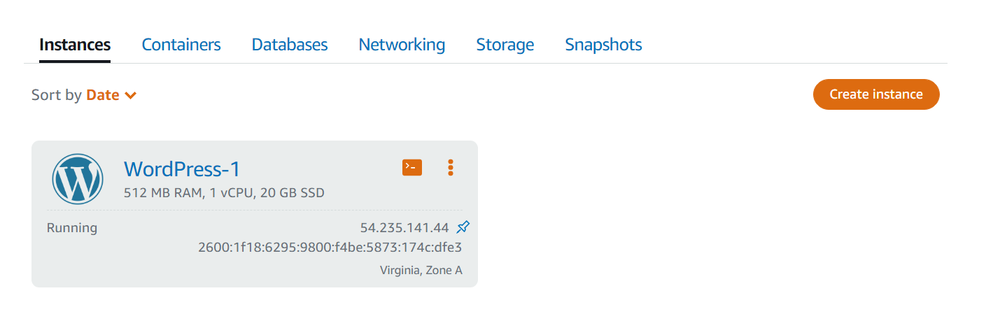 Instances Containers Databases Networking Storage Snapshots
Sort by Date
Create instance
WordPress-1
512 MB RAM, 1 vCPU, 20 GB SSD
Running
54.235.141.44
2600:1f18:6295:9800:f4be:5873:174c:dfe3
Virginia, Zone A